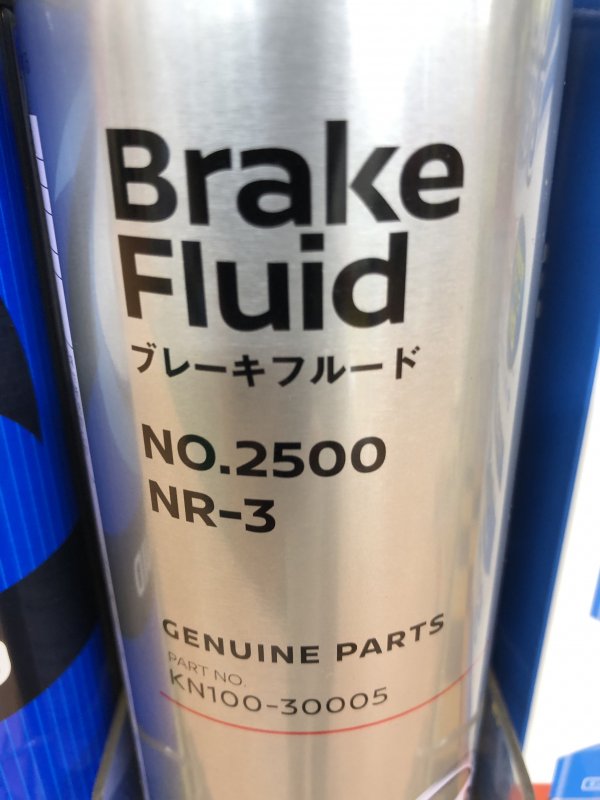 Brake
Fluid
ブレーキフルード
NO.2500
NR-3
GENUINE PARTS
PART NO.
KN100-30005